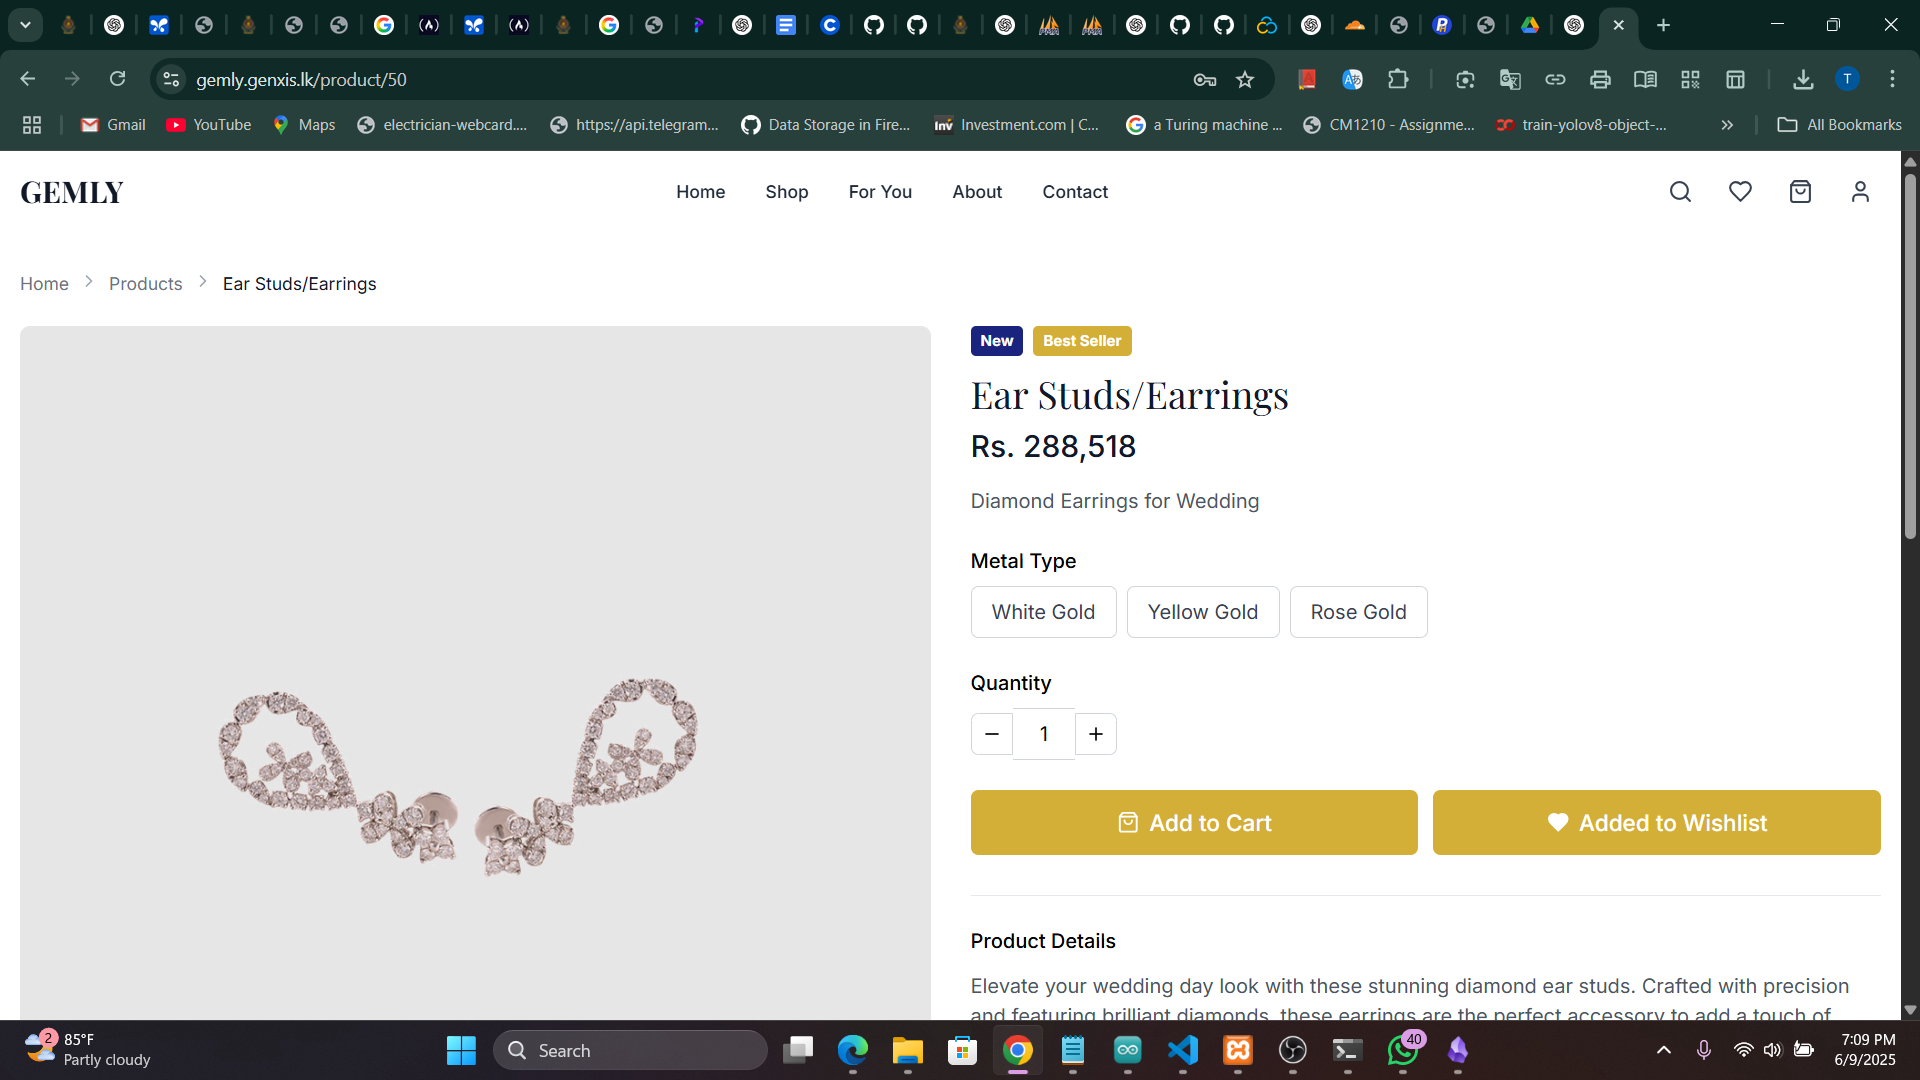 gemly.genxis.lk/product/50
Gmail
YouTube
Maps
electrician-webcard....
https://api.telegram...
Data Storage in Fire...
Investment.com | C...
a Turing machine ...
CM1210 - Assignme...
train-yolov8-object-...
All Bookmarks
GEMLY
Home
Shop
For You
About
Contact
Home > Products > Ear Studs/Earrings
New
Best Seller
Ear Studs/Earrings
Rs. 288,518
Diamond Earrings for Wedding
Metal Type
White Gold
Yellow Gold
Rose Gold
Quantity
− 1 +
Add to Cart
Added to Wishlist
Product Details
Elevate your wedding day look with these stunning diamond ear studs. Crafted with precision
and featuring brilliant diamonds, these earrings are the perfect accessory to add a touch of
2
85°F
Partly cloudy
Search
40
7:09 PM
6/9/2025